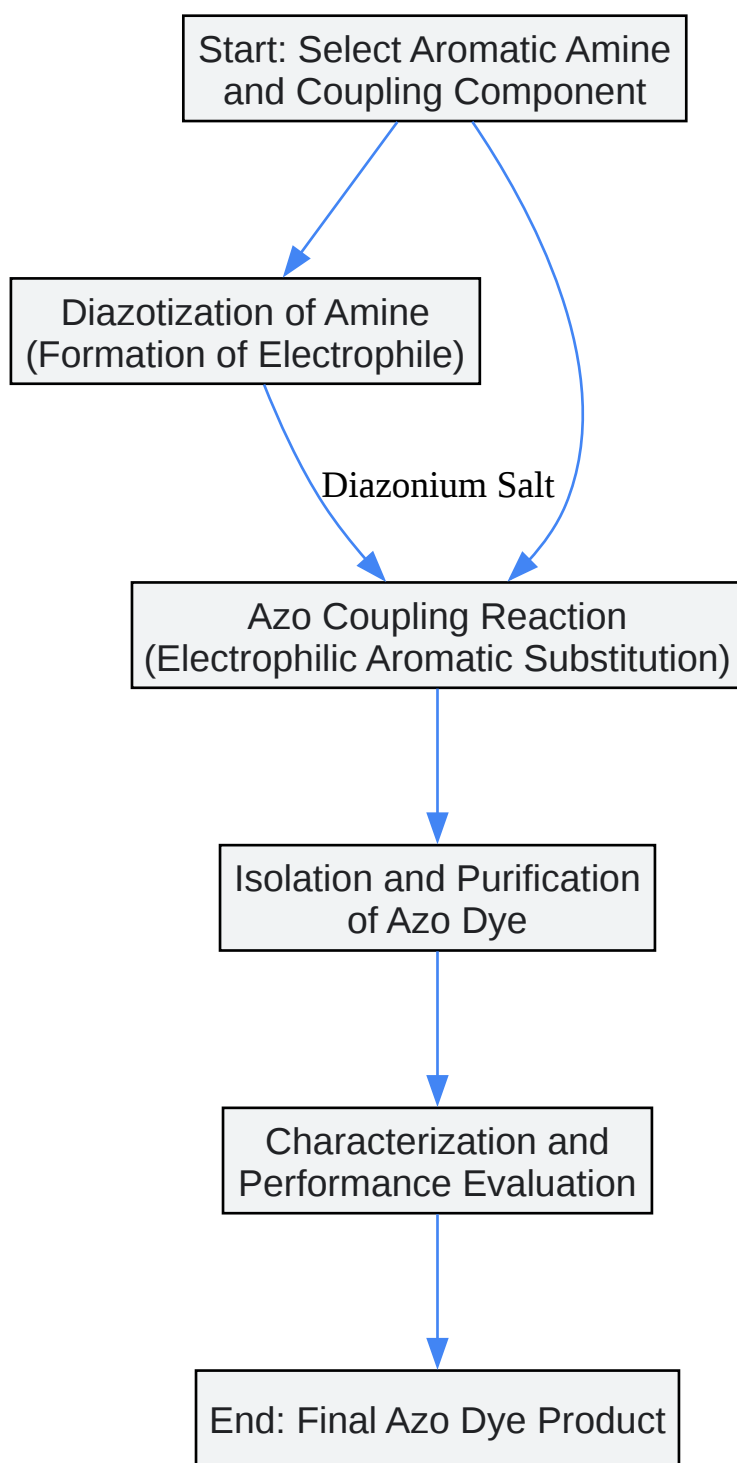 Start: Select Aromatic Amine
and Coupling Component
Diazotization of Amine
(Formation of Electrophile)
Diazonium Salt
Azo Coupling Reaction
(Electrophilic Aromatic Substitution)
Isolation and Purification
of Azo Dye
Characterization and
Performance Evaluation
End: Final Azo Dye Product